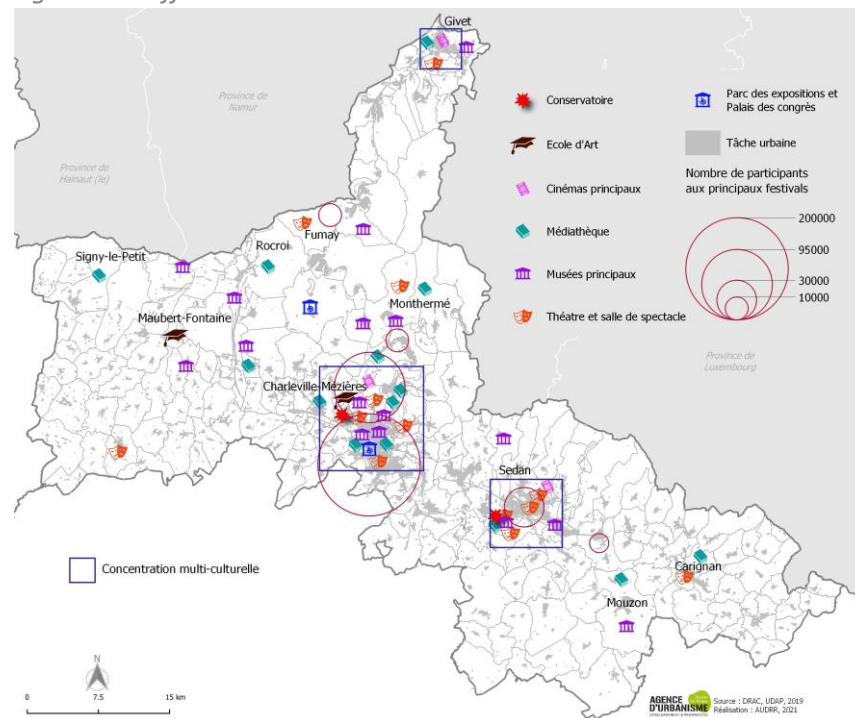 Givet
Province de
Namur
Province de
Hainaut (le)
Conservatoire
Parc des expositions et
Palais des congrès
Ecole d'Art
Tâche urbaine
Cinémas principaux
Nombre de participants
aux principaux festivals
200000
95000
30000
10000
Médiathèque
Musées principaux
Théatre et salle de spectacle
Fumay
Rocroi
Signy-le-Petit
Monthermé
Maubert-Fontaine
Province de
Luxembourg
Charleville-Mézières
Sedan
Carignan
Mouzon
Concentration multi-culturelle
N
0 7.5 15 km
AGENCE
D'URBANISME
Source : DRAC, UDAP, 2019
Réalisation : AUDRR, 2021